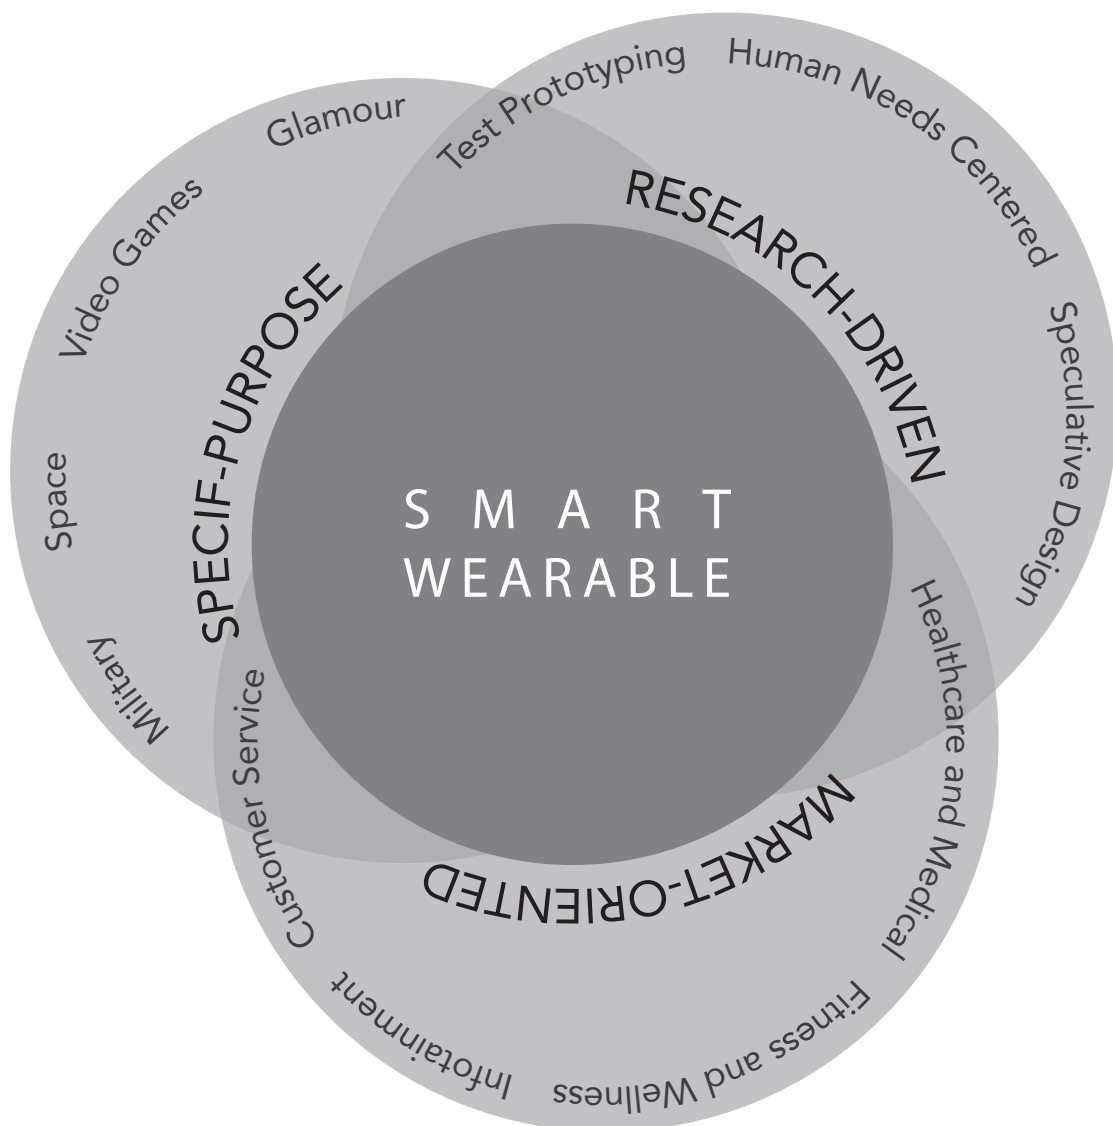 Glamour
Video Games
Space
Military
SPECIF-PURPOSE
Test Prototyping
Human Needs Centered
Speculative Design
RESEARCH-DRIVEN
SMART
WEARABLE
Healthcare and Medical
Fitness and Wellness
Infotainment
Customer Service
MARKET-ORIENTED